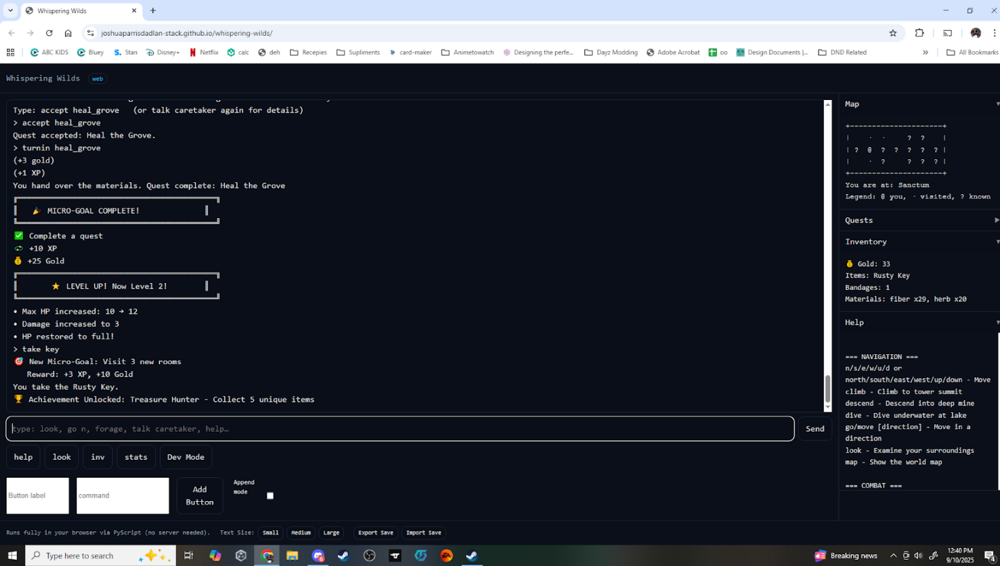 Whispering Wilds
joshuaparrisdadlan-stack.github.io/whispering-wilds/
ABC KIDS
Bluey
Stan
Disney+
Netflix
calc
deh
Recepies
Supliments
card-maker
Animetowatch
Designing the perfe...
Dayz Modding
Adobe Acrobat
oo
Design Documents |...
DND Related
»
All Bookmarks
Whispering Wilds web
Type: accept heal_grove (or talk caretaker again for details)
> accept heal_grove
Quest accepted: Heal the Grove.
> turnin heal_grove
(+3 gold)
(+1 XP)
You hand over the materials. Quest complete: Heal the Grove
🎉 MICRO-GOAL COMPLETE!
✅ Complete a quest
💫 +10 XP
💰 +25 Gold
⭐ LEVEL UP! Now Level 2!
• Max HP increased: 10 → 12
• Damage increased to 3
• HP restored to full!
> take key
🎯 New Micro-Goal: Visit 3 new rooms
Reward: +3 XP, +10 Gold
You take the Rusty Key.
🏆 Achievement Unlocked: Treasure Hunter - Collect 5 unique items
type: look, go n, forage, talk caretaker, help…
Send
help
look
inv
stats
Dev Mode
Button label
command
Add
Button
Append
mode
Runs fully in your browser via PyScript (no server needed). Text Size: Small Medium Large Export Save Import Save
Map
+---------------------+
| · · ? ? |
| ? @ ? ? ? ? ? |
| · ? ? ? ? |
+---------------------+
You are at: Sanctum
Legend: @ you, · visited, ? known
Quests
Inventory
💰 Gold: 33
Items: Rusty Key
Bandages: 1
Materials: fiber x29, herb x20
Help
=== NAVIGATION ===
n/s/e/w/u/d or
north/south/east/west/up/down - Move
climb - Climb to tower summit
descend - Descend into deep mine
dive - Dive underwater at lake
go/move [direction] - Move in a
direction
look - Examine your surroundings
map - Show the world map
=== COMBAT ===
Type here to search
Breaking news
12:40 PM
9/10/2025
4